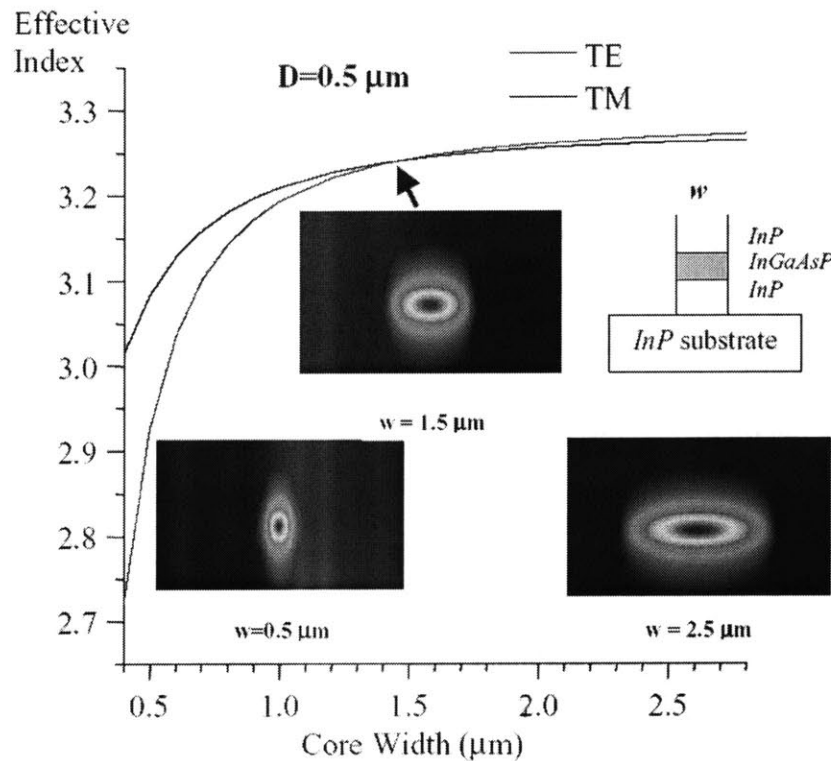 Effective
Index
D=0.5 μm
TE
TM
3.3
3.2
3.1
3.0
2.9
2.8
2.7
w
InP
InGaAsP
InP
InP substrate
w = 1.5 μm
w=0.5 μm
w = 2.5 μm
0.5
1.0
1.5
2.0
2.5
Core Width (μm)